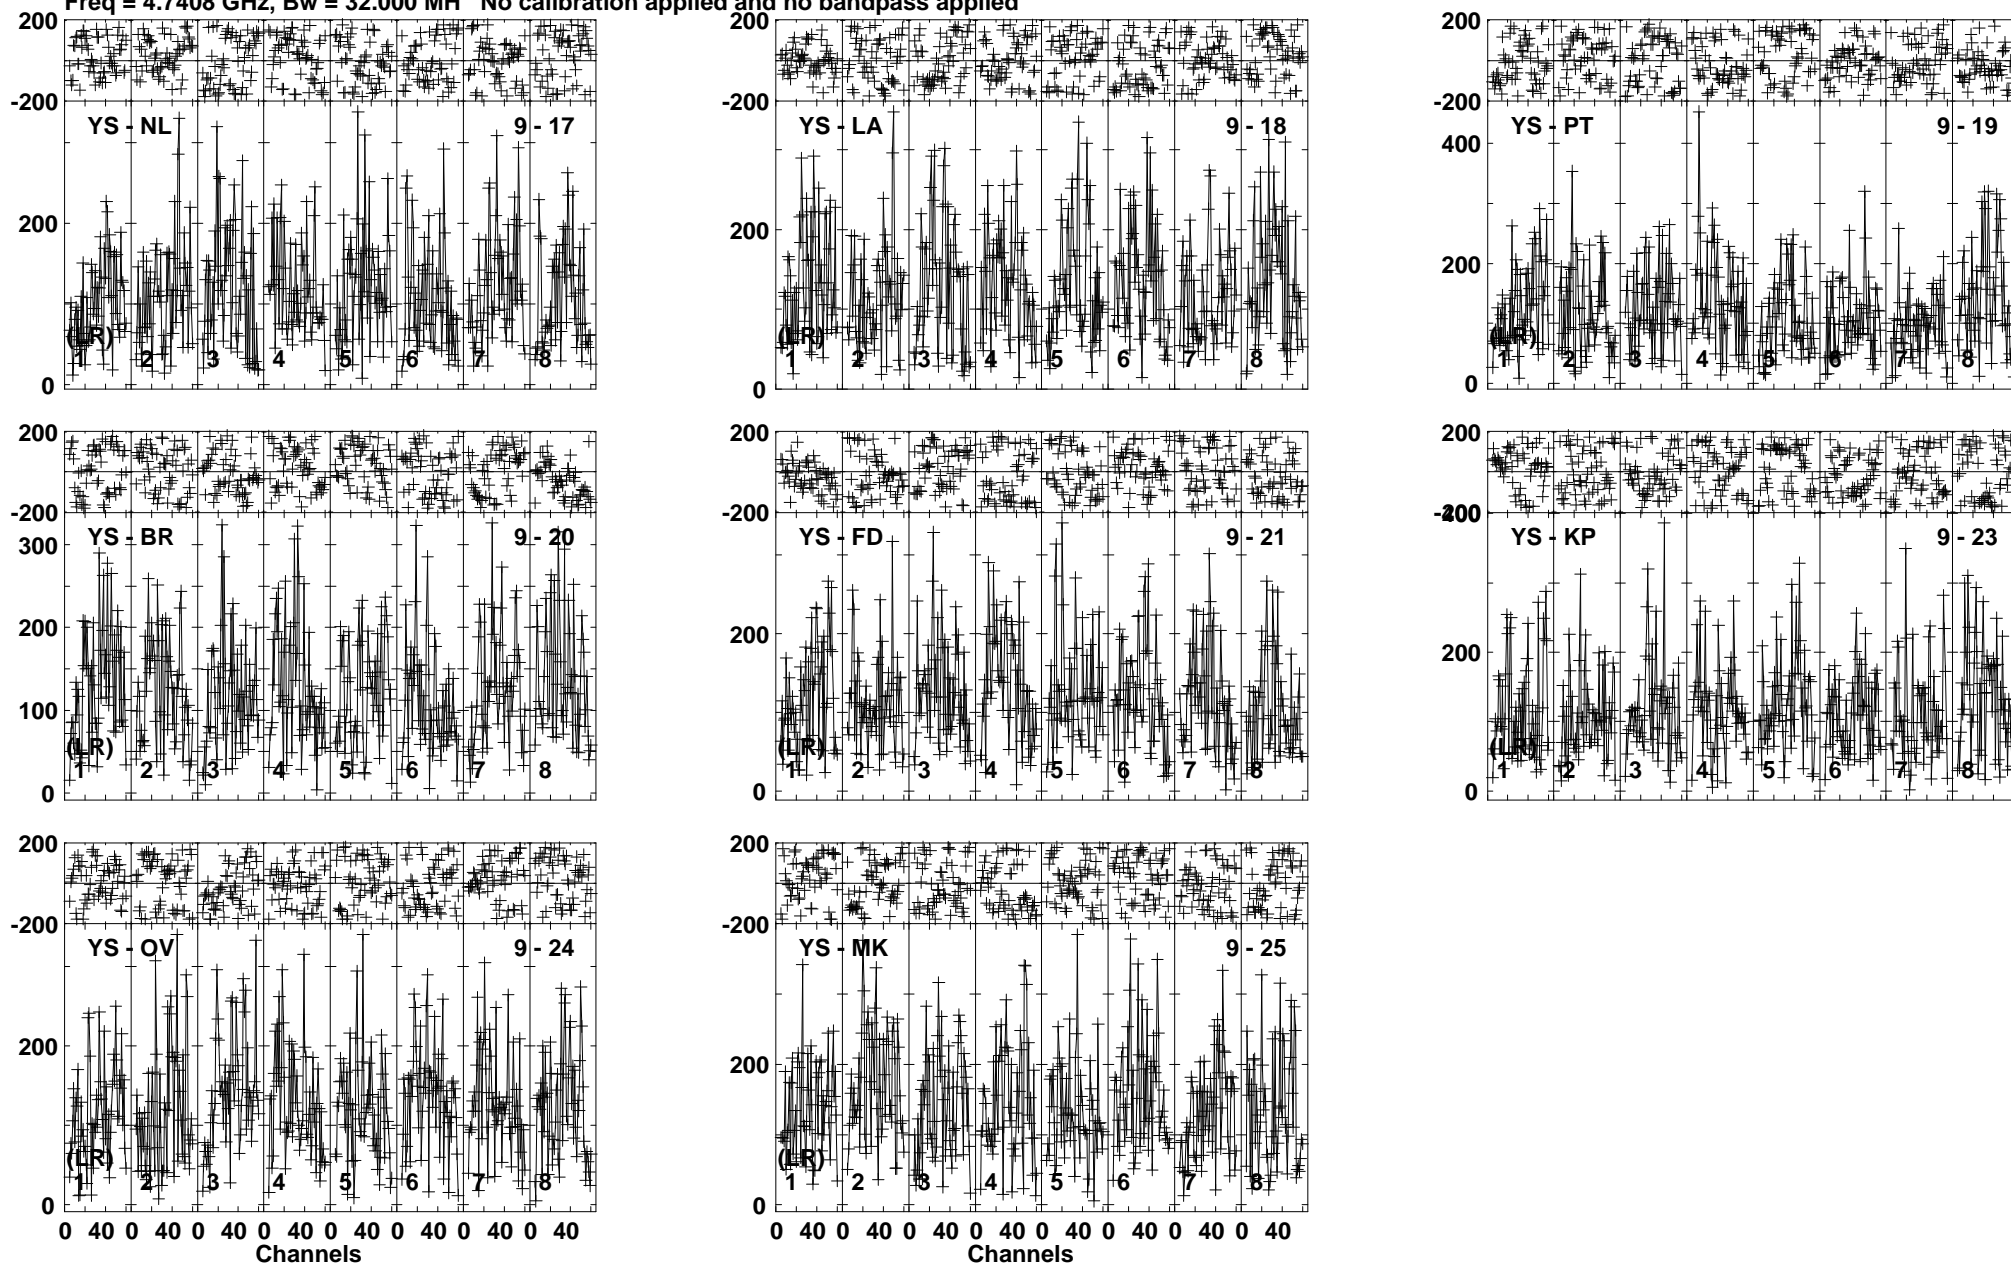 Freq = 4.7408 GHz, Bw = 32.000 MH No calibration applied and no bandpass applied
200 200 200
-200 -200 -200
YS - NL 9 - 17 YS - LA 9 - 18 YS - PT 9 - 19
400
200 200 200
(LR) (LR) (LR)
1 2 3 4 5 6 7 8 1 2 3 4 5 6 7 8 1 2 3 4 5 6 7 8
0 0 0
200 200 200
-200 -200 -200
400
YS - BR 9 - 20 YS - FD 9 - 21 YS - KP 9 - 23
300
200 200 200
100
(LR) (LR) (LR)
1 2 3 4 5 6 7 8 1 2 3 4 5 6 7 8 1 2 3 4 5 6 7 8
0 0 0
200 200
-200 -200
YS - OV 9 - 24 YS - MK 9 - 25
200 200
(LR) (LR)
1 2 3 4 5 6 7 8 1 2 3 4 5 6 7 8
0 0
0 40 0 40 0 40 0 40 0 40 0 40 0 40 0 40 0 40 0 40 0 40 0 40 0 40 0 40 0 40 0 40
Channels Channels